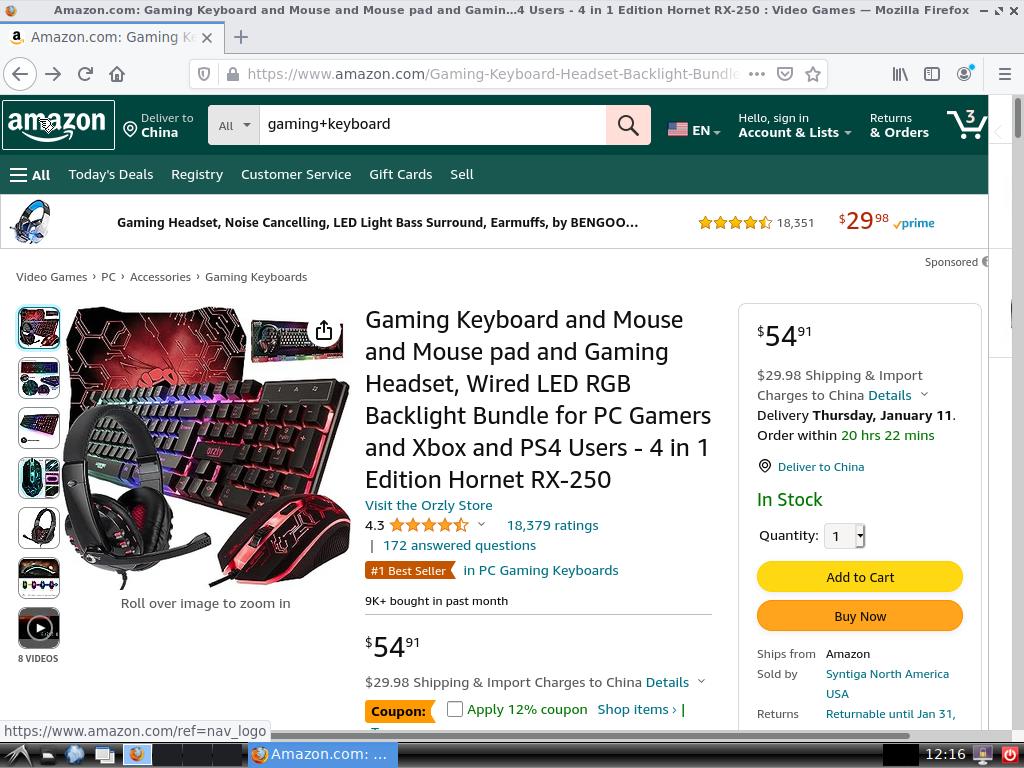 Amazon.com: Gaming Keyboard and Mouse and Mouse pad and Gamin…4 Users - 4 in 1 Edition Hornet RX-250 : Video Games — Mozilla Firefox
Amazon.com: Gaming Ke
https://www.amazon.com/Gaming-Keyboard-Headset-Backlight-Bundle
amazon
Deliver to
China
All
gaming+keyboard
EN
Hello, sign in
Account & Lists
Returns
& Orders
3
All
Today's Deals
Registry
Customer Service
Gift Cards
Sell
Gaming Headset, Noise Cancelling, LED Light Bass Surround, Earmuffs, by BENGOO...
18,351
$29 98
prime
Sponsored
Video Games › PC › Accessories › Gaming Keyboards
8 VIDEOS
orzly
Roll over image to zoom in
Gaming Keyboard and Mouse
and Mouse pad and Gaming
Headset, Wired LED RGB
Backlight Bundle for PC Gamers
and Xbox and PS4 Users - 4 in 1
Edition Hornet RX-250
Visit the Orzly Store
4.3
18,379 ratings
| 172 answered questions
#1 Best Seller in PC Gaming Keyboards
9K+ bought in past month
$54 91
$29.98 Shipping & Import Charges to China Details
Coupon: Apply 12% coupon Shop items › |
$54 91
$29.98 Shipping & Import
Charges to China Details
Delivery Thursday, January 11.
Order within 20 hrs 22 mins
Deliver to China
In Stock
Quantity: 1
Add to Cart
Buy Now
Ships from Amazon
Sold by Syntiga North America
USA
Returns Returnable until Jan 31,
https://www.amazon.com/ref=nav_logo
Amazon.com: ...
12:16